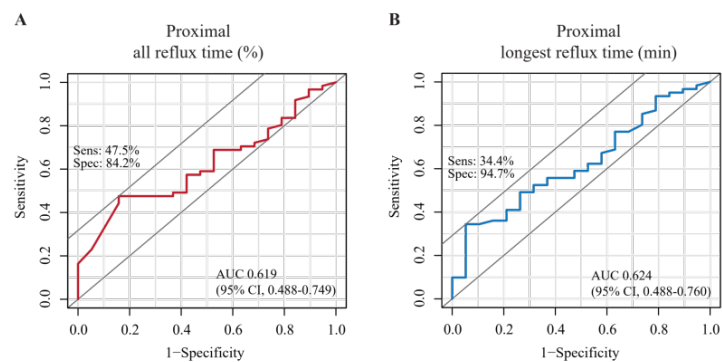 A
Proximal
all reflux time (%)
Sensitivity
1.0
0.8
0.6
0.4
0.2
0.0
Sens: 47.5%
Spec: 84.2%
AUC 0.619
(95% CI, 0.488-0.749)
0.0 0.2 0.4 0.6 0.8 1.0
1−Specificity
B
Proximal
longest reflux time (min)
Sensitivity
1.0
0.8
0.6
0.4
0.2
0.0
Sens: 34.4%
Spec: 94.7%
AUC 0.624
(95% CI, 0.488-0.760)
0.0 0.2 0.4 0.6 0.8 1.0
1−Specificity